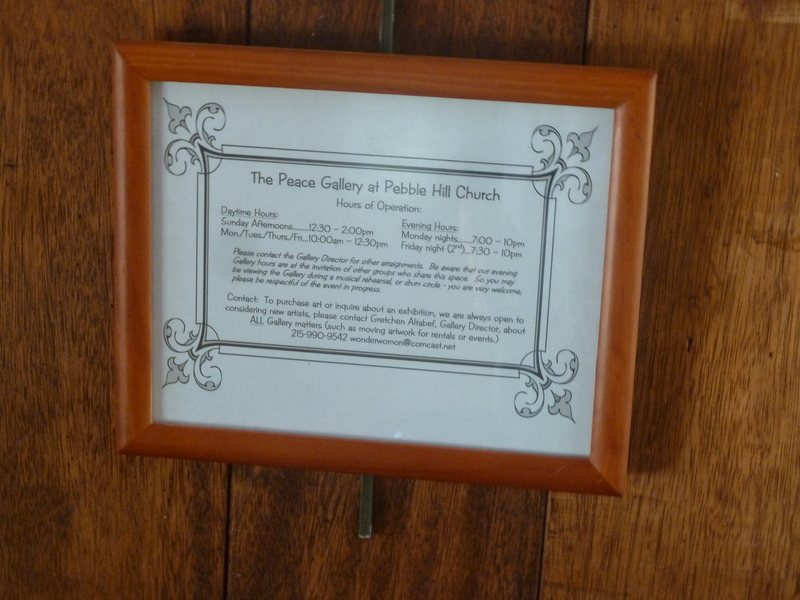 The Peace Gallery at Pebble Hill Church
Hours of Operation:
Daytime Hours:
Sunday Afternoons.......12:30 – 2:00pm
Mon./Tues./Thurs./Fri...10:00am – 12:30pm
Evening Hours:
Monday nights.......7:00 – 10pm
Friday night (2nd)...7:30 – 10pm
Please contact the Gallery Director for other arraignments. Be aware that our evening
Gallery hours are at the invitation of other groups who share this space. So you may
be viewing the Gallery during a musical rehearsal, or drum circle – you are very welcome,
please be respectful of the event in progress.
Contact: To purchase art or inquire about an exhibition, we are always open to
considering new artists, please contact Gretchen Altabef, Gallery Director, about
ALL Gallery matters (such as moving artwork for rentals or events.)
215-990-9542 wonderwomon@comcast.net